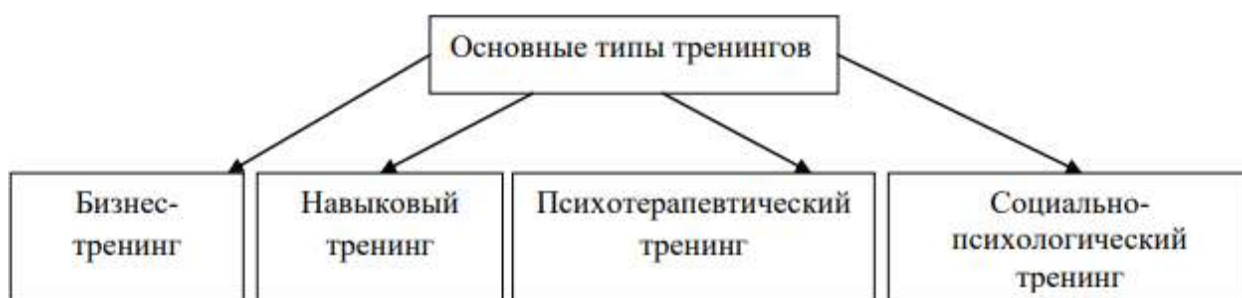 Основные типы тренингов
Бизнес-
тренинг
Навыковый
тренинг
Психотерапевтический
тренинг
Социально-
психологический
тренинг